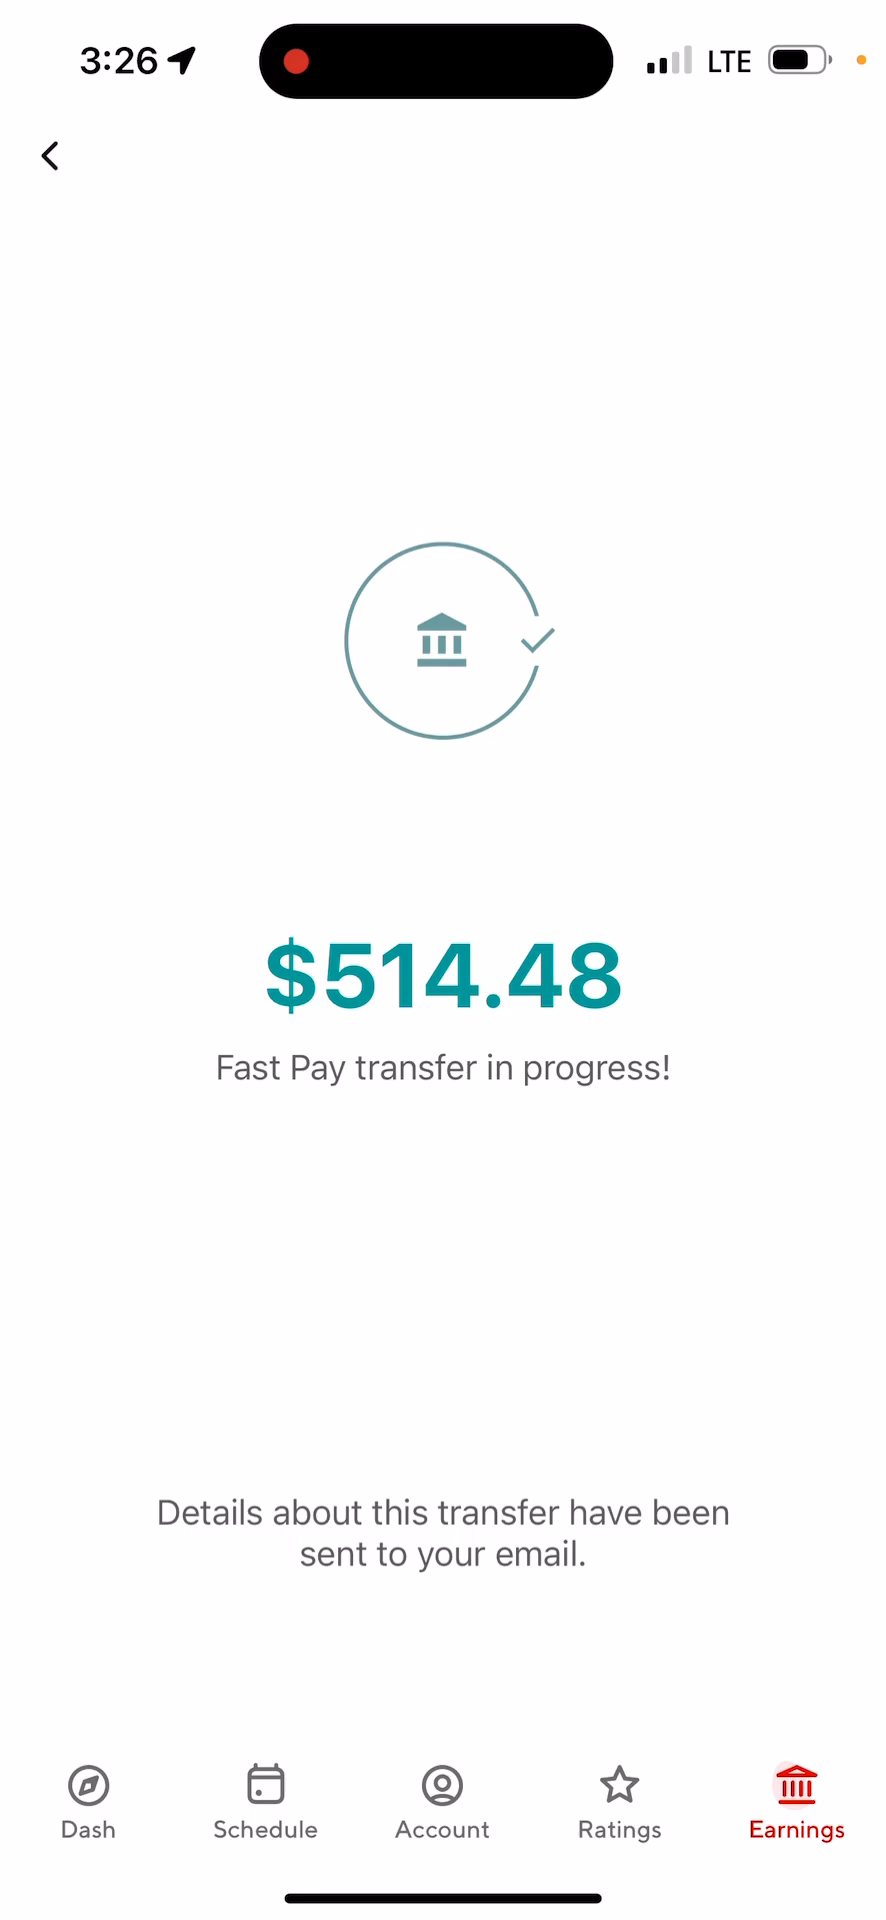 3:26
LTE
$514.48
Fast Pay transfer in progress!
Details about this transfer have been
sent to your email.
Dash
Schedule
Account
Ratings
Earnings